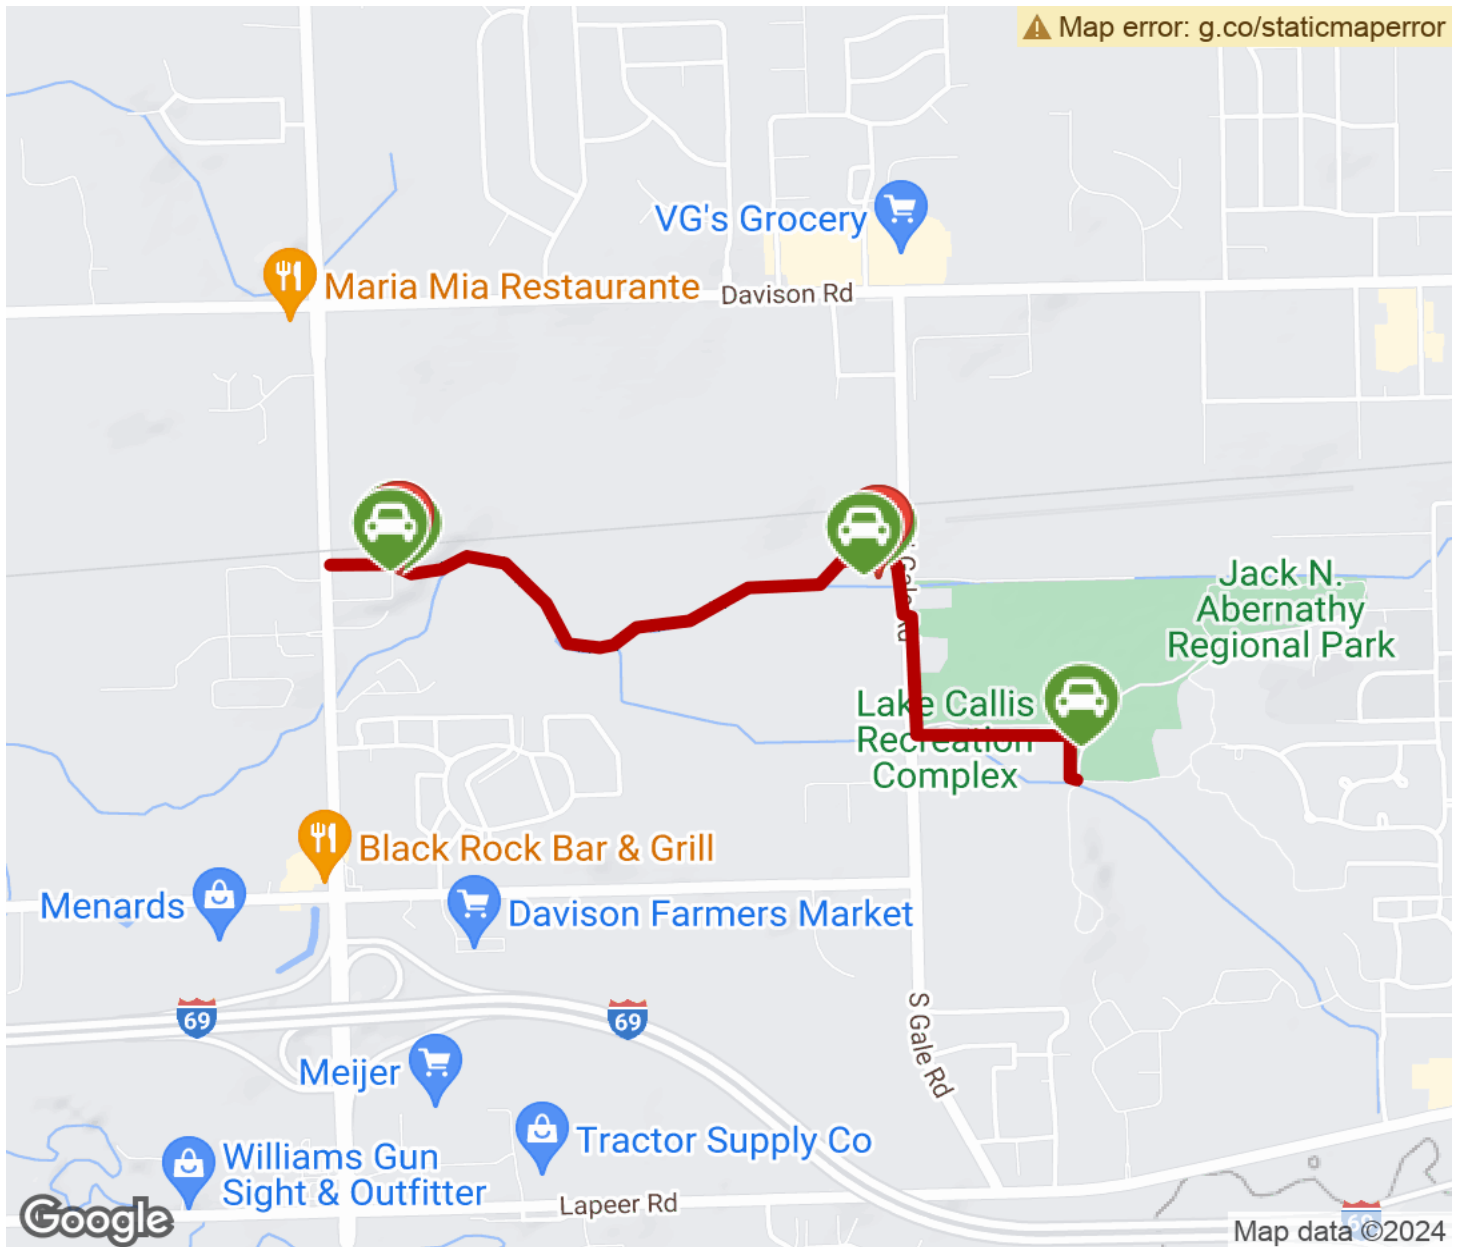 Map error: g.co/staticmaperror
VG's Grocery
Maria Mia Restaurante
Davison Rd
Jack N.
Abernathy
Regional Park
Lake Callis
Recreation
Complex
Black Rock Bar & Grill
Menards
Davison Farmers Market
69
69
S Gale Rd
Meijer
Tractor Supply Co
Williams Gun
Sight & Outfitter
Lapeer Rd
69
Google
Map data ©2024